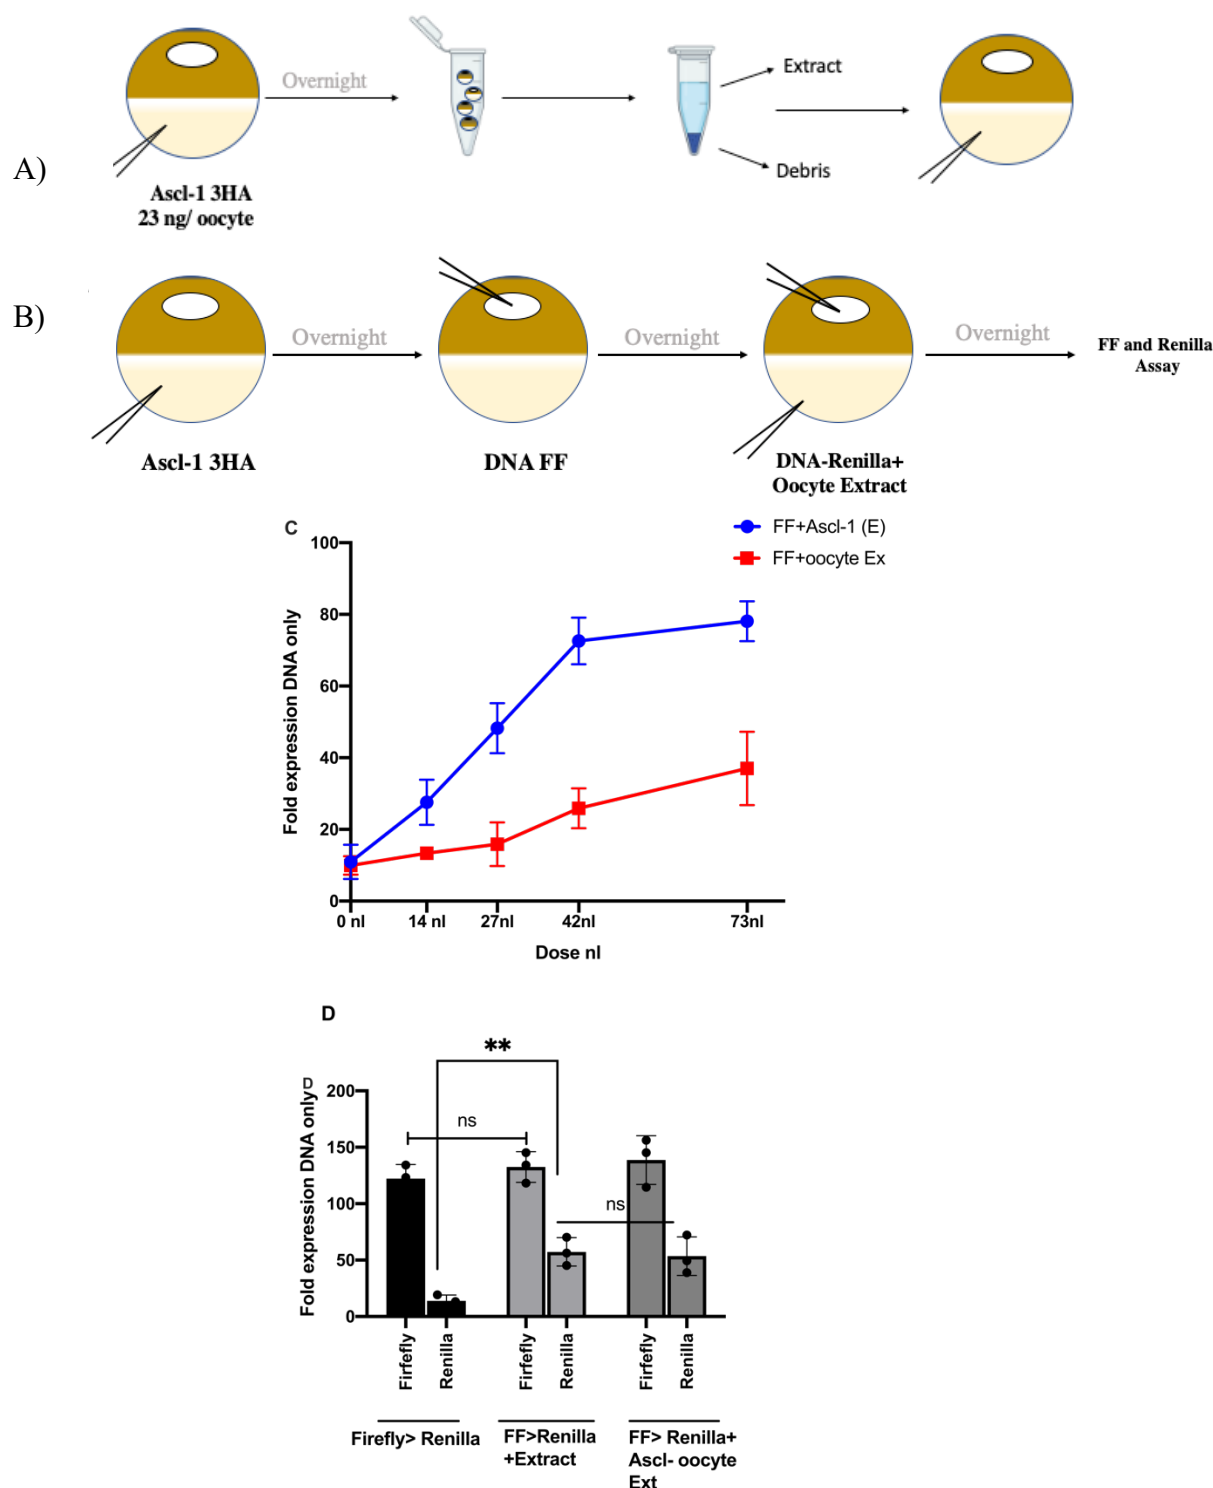 A)
Overnight
Extract
Debris
Ascl-1 3HA
23 ng/ oocyte
B)
Overnight
Overnight
Overnight
FF and Renilla
Assay
Ascl-1 3HA
DNA FF
DNA-Renilla+
Oocyte Extract
C
FF+Ascl-1 (E)
FF+oocyte Ex
Fold expression DNA only
100
80
60
40
20
0
0 nl
14 nl
27nl
42nl
73nl
Dose nl
D
D
**
ns
ns
Fold expression DNA only
200
150
100
50
0
Firfefly
Renilla
Firefly
Renilla
Firefly
Renilla
Firefly> Renilla
FF>Renilla
+Extract
FF> Renilla+
Ascl- oocyte
Ext